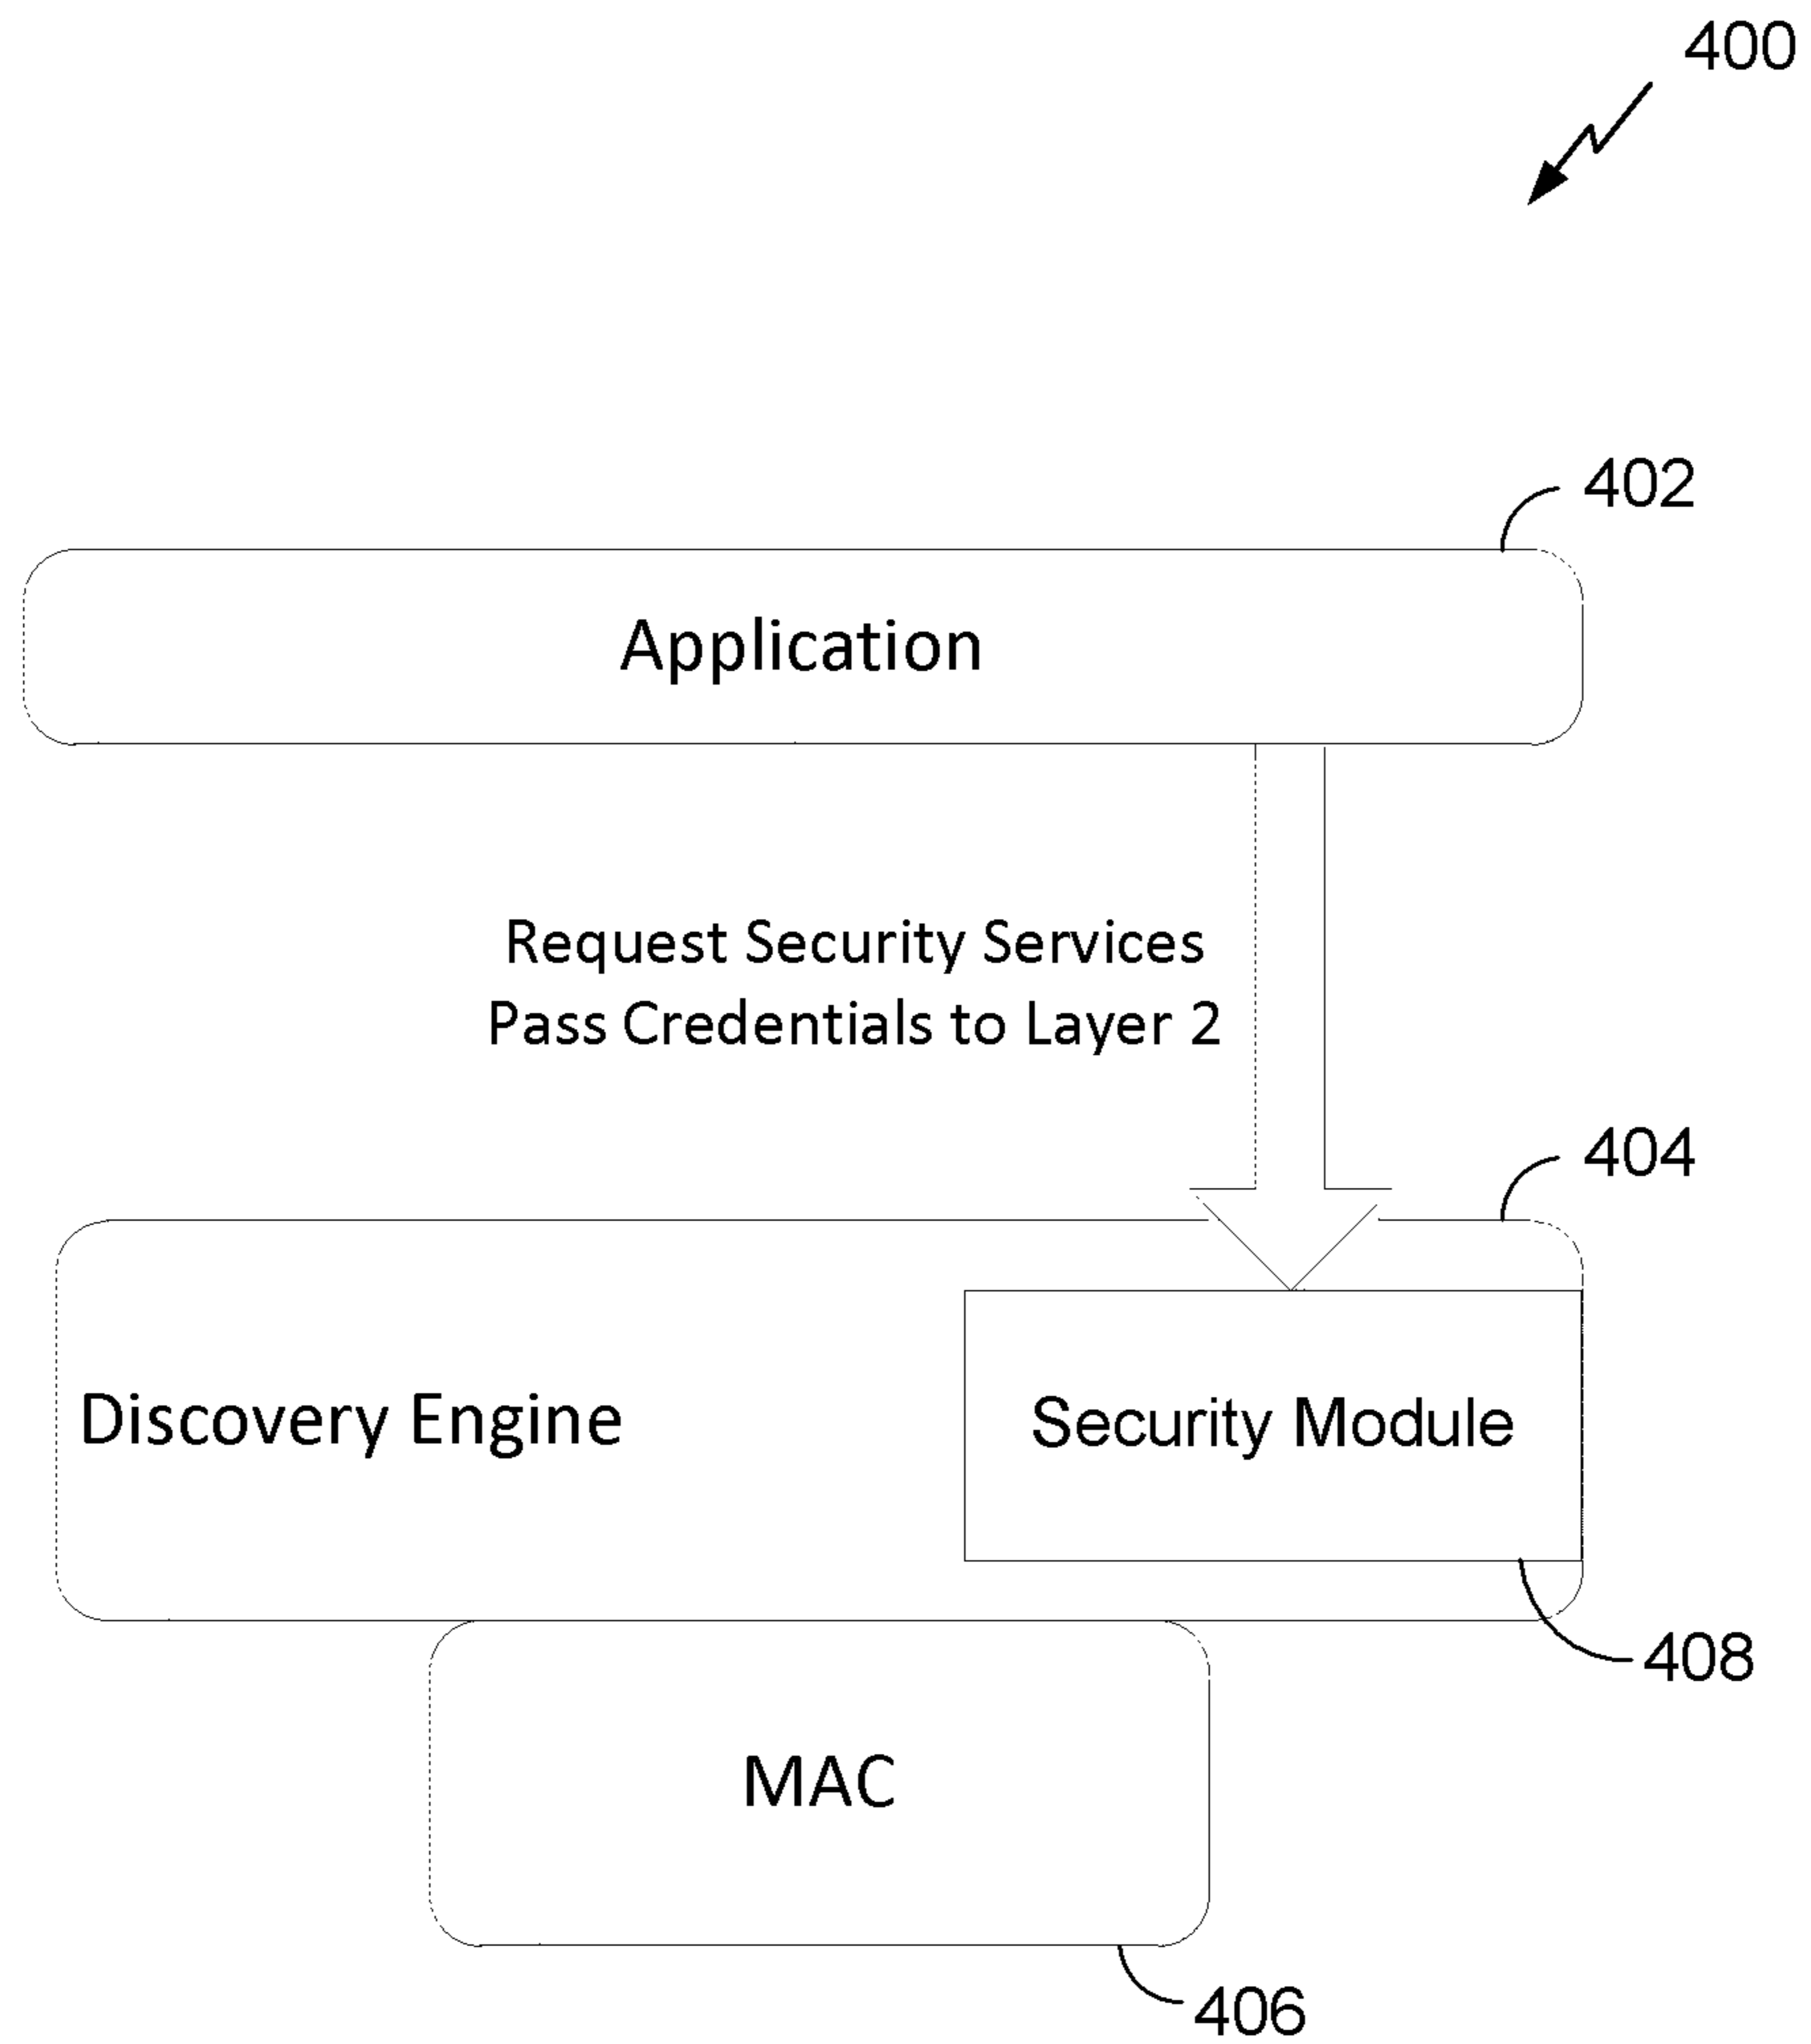 400
402
Application
Request Security Services
Pass Credentials to Layer 2
404
Discovery Engine
Security Module
408
MAC
406